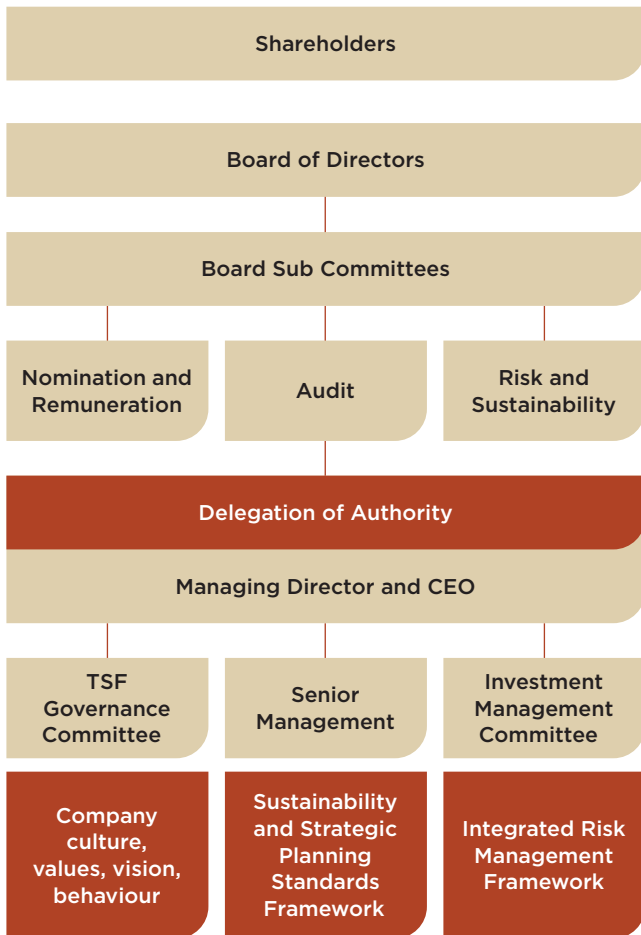 Shareholders
Board of Directors
Board Sub Committees
Nomination and
Remuneration
Audit
Risk and
Sustainability
Delegation of Authority
Managing Director and CEO
TSF
Governance
Committee
Senior
Management
Investment
Management
Committee
Company
culture,
values, vision,
behaviour
Sustainability
and Strategic
Planning
Standards
Framework
Integrated Risk
Management
Framework